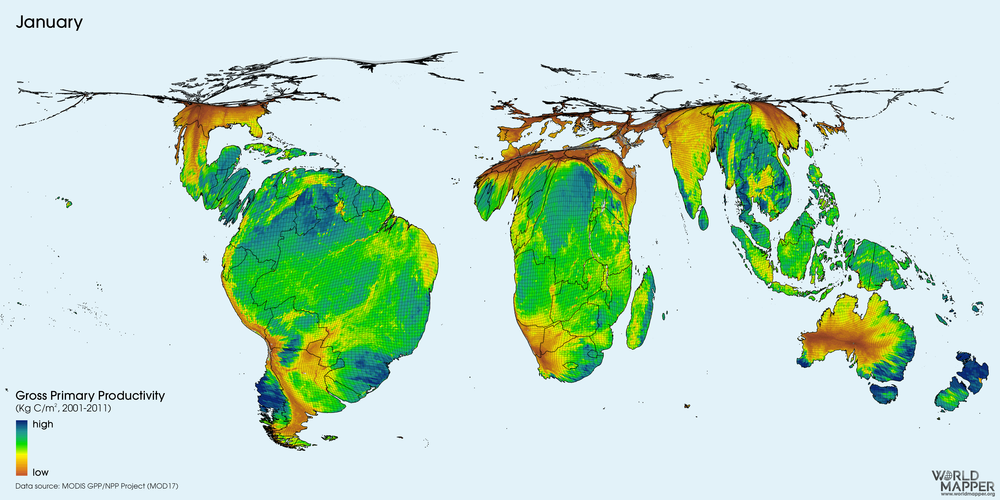 January
Gross Primary Productivity
(Kg C/m², 2001-2011)
high
low
Data source: MODIS GPP/NPP Project (MOD17)
WORLD
MAPPER
www.worldmapper.org